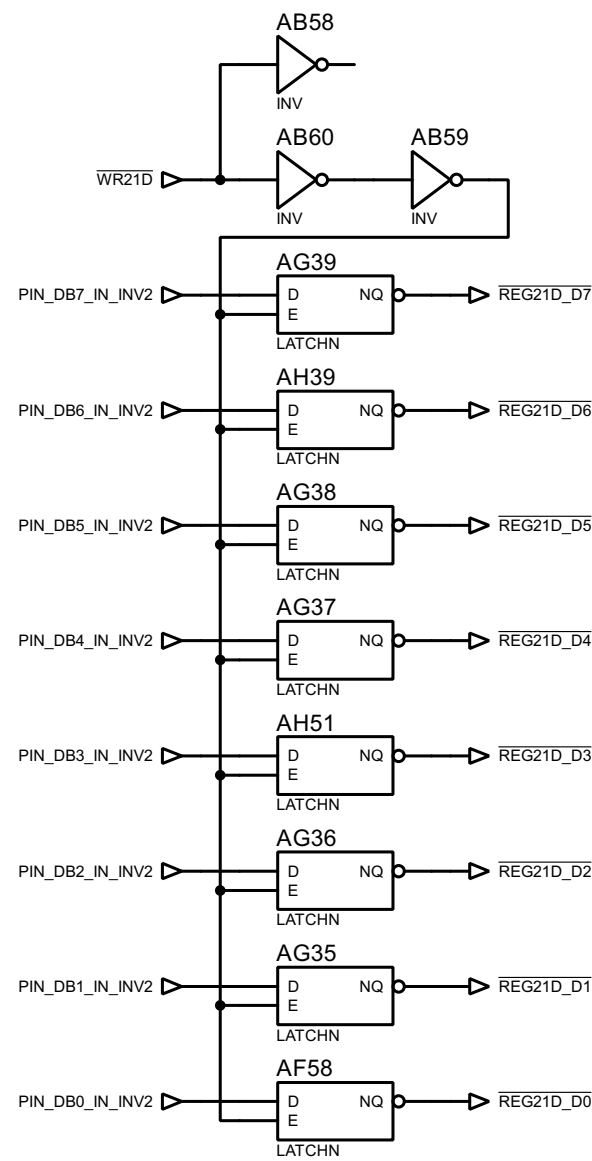 AB58
INV
AB60 AB59
WR21D
INV INV
AG39
PIN_DB7_IN_INV2 D NQ REG21D_D7
E
LATCHN
AH39
PIN_DB6_IN_INV2 D NQ REG21D_D6
E
LATCHN
AG38
PIN_DB5_IN_INV2 D NQ REG21D_D5
E
LATCHN
AG37
PIN_DB4_IN_INV2 D NQ REG21D_D4
E
LATCHN
AH51
PIN_DB3_IN_INV2 D NQ REG21D_D3
E
LATCHN
AG36
PIN_DB2_IN_INV2 D NQ REG21D_D2
E
LATCHN
AG35
PIN_DB1_IN_INV2 D NQ REG21D_D1
E
LATCHN
AF58
PIN_DB0_IN_INV2 D NQ REG21D_D0
E
LATCHN